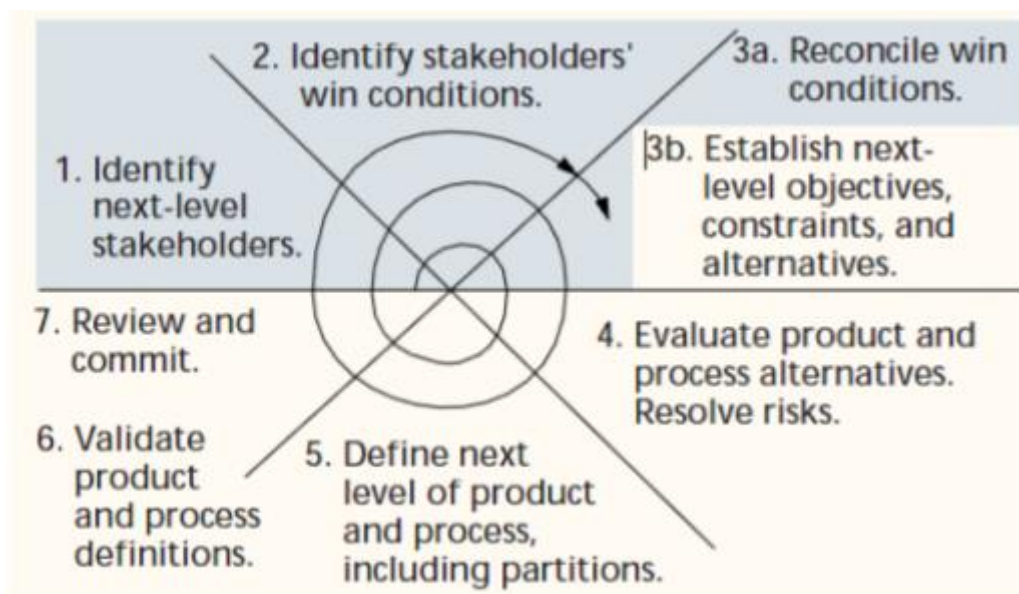 1. Identify
next-level
stakeholders.
2. Identify stakeholders'
win conditions.
3a. Reconcile win
conditions.
3b. Establish next-
level objectives,
constraints, and
alternatives.
4. Evaluate product and
process alternatives.
Resolve risks.
5. Define next
level of product
and process,
including partitions.
6. Validate
product
and process
definitions.
7. Review and
commit.